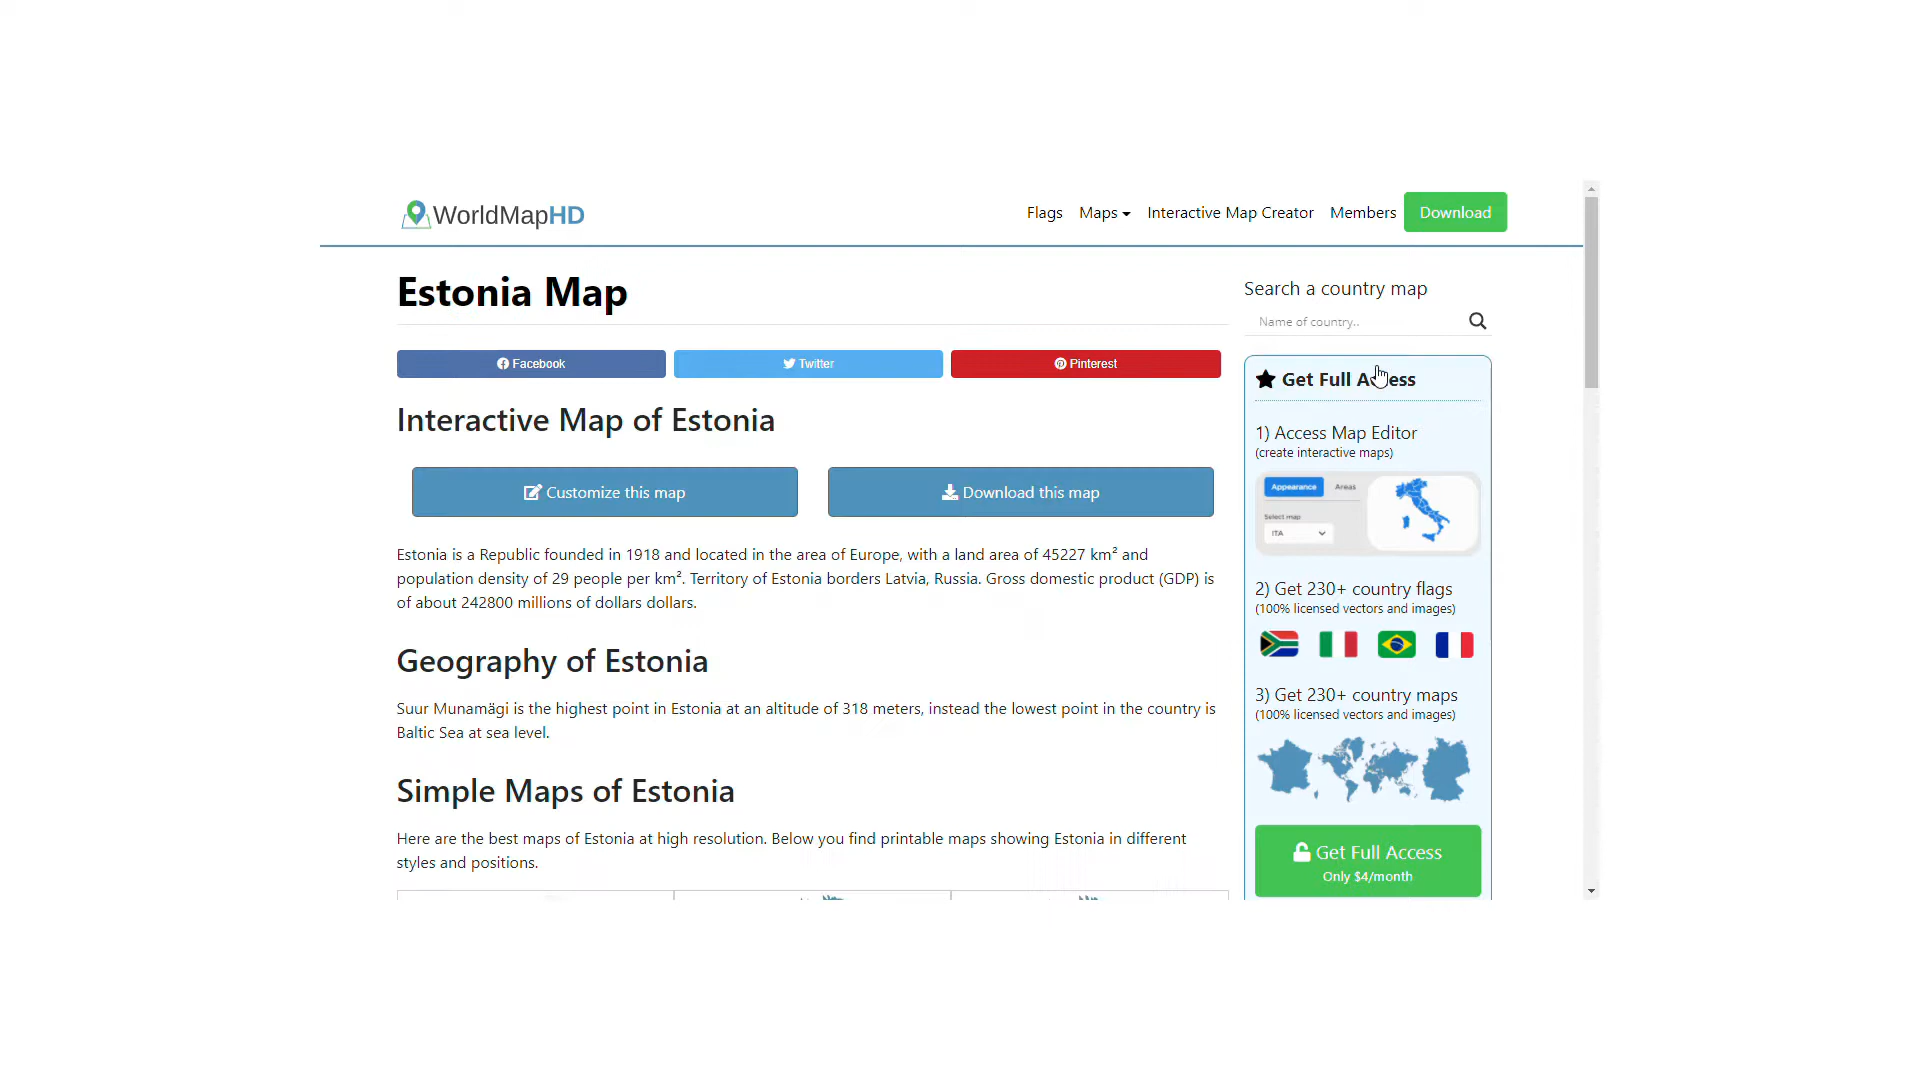 WorldMapHD
Flags
Maps
Interactive Map Creator
Members
Download
Estonia Map
Facebook
Twitter
Pinterest
Interactive Map of Estonia
Customize this map
Download this map
Estonia is a Republic founded in 1918 and located in the area of Europe, with a land area of 45227 km² and
population density of 29 people per km². Territory of Estonia borders Latvia, Russia. Gross domestic product (GDP) is
of about 242800 millions of dollars dollars.
Geography of Estonia
Suur Munamägi is the highest point in Estonia at an altitude of 318 meters, instead the lowest point in the country is
Baltic Sea at sea level.
Simple Maps of Estonia
Here are the best maps of Estonia at high resolution. Below you find printable maps showing Estonia in different
styles and positions.
Search a country map
Name of country..
Get Full Access
1) Access Map Editor
(create interactive maps)
Appearance
Areas
Select map
ITA
2) Get 230+ country flags
(100% licensed vectors and images)
3) Get 230+ country maps
(100% licensed vectors and images)
Get Full Access
Only $4/month